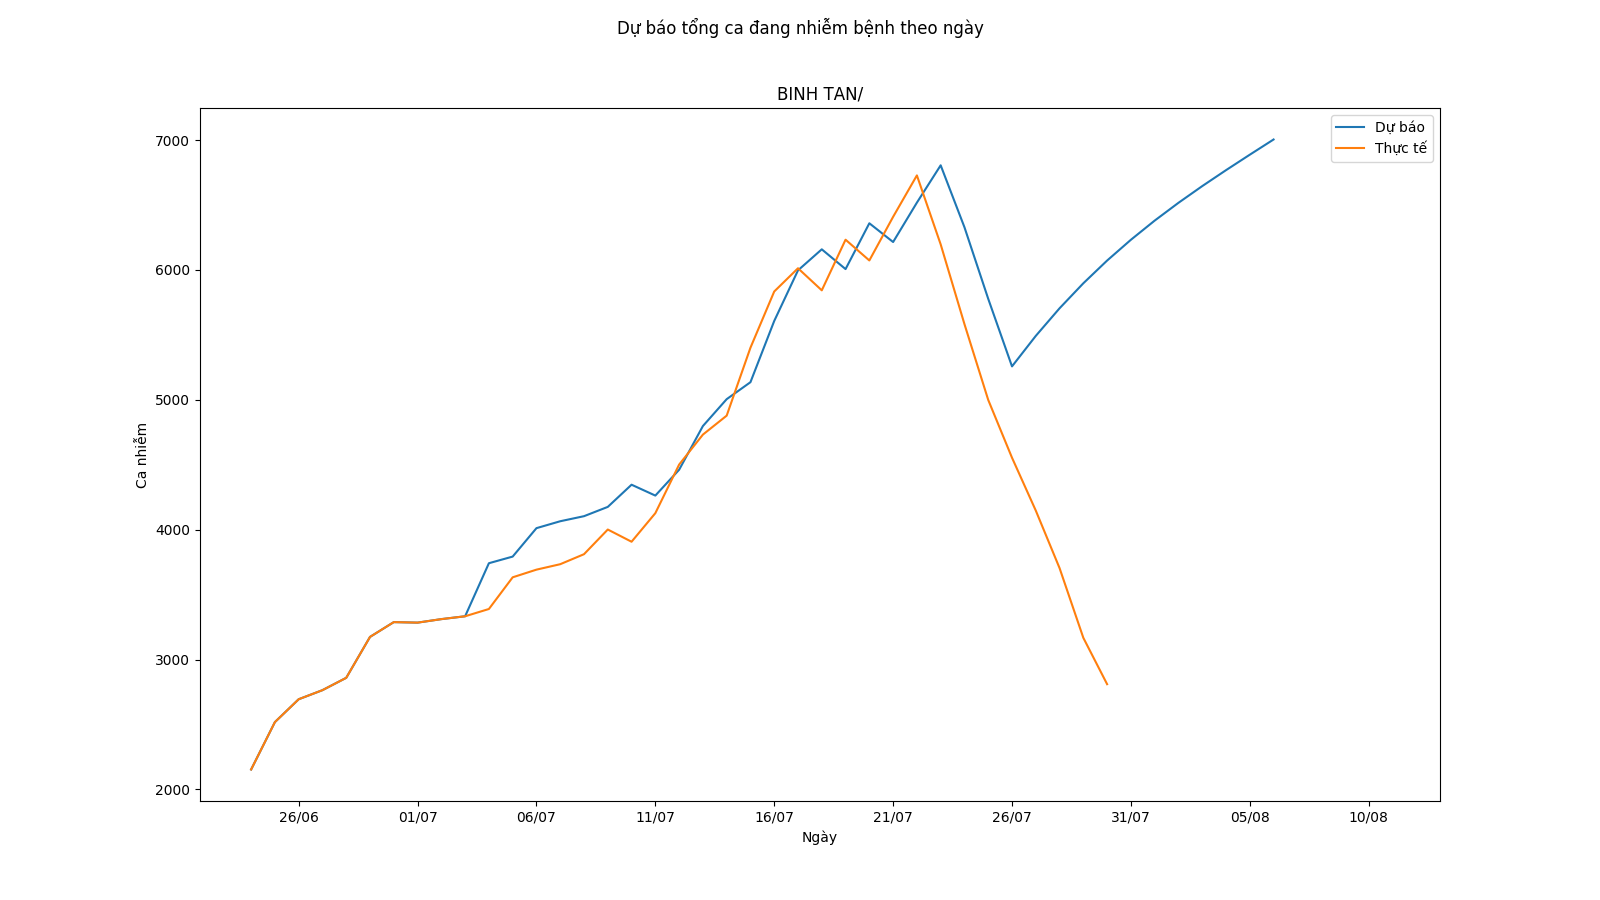 Dự báo tổng ca đang nhiễm bệnh theo ngày
BINH TAN/
Dự báo
Thực tế
7000
6000
5000
4000
3000
2000
Ca nhiễm
26/06 01/07 06/07 11/07 16/07 21/07 26/07 31/07 05/08 10/08
Ngày